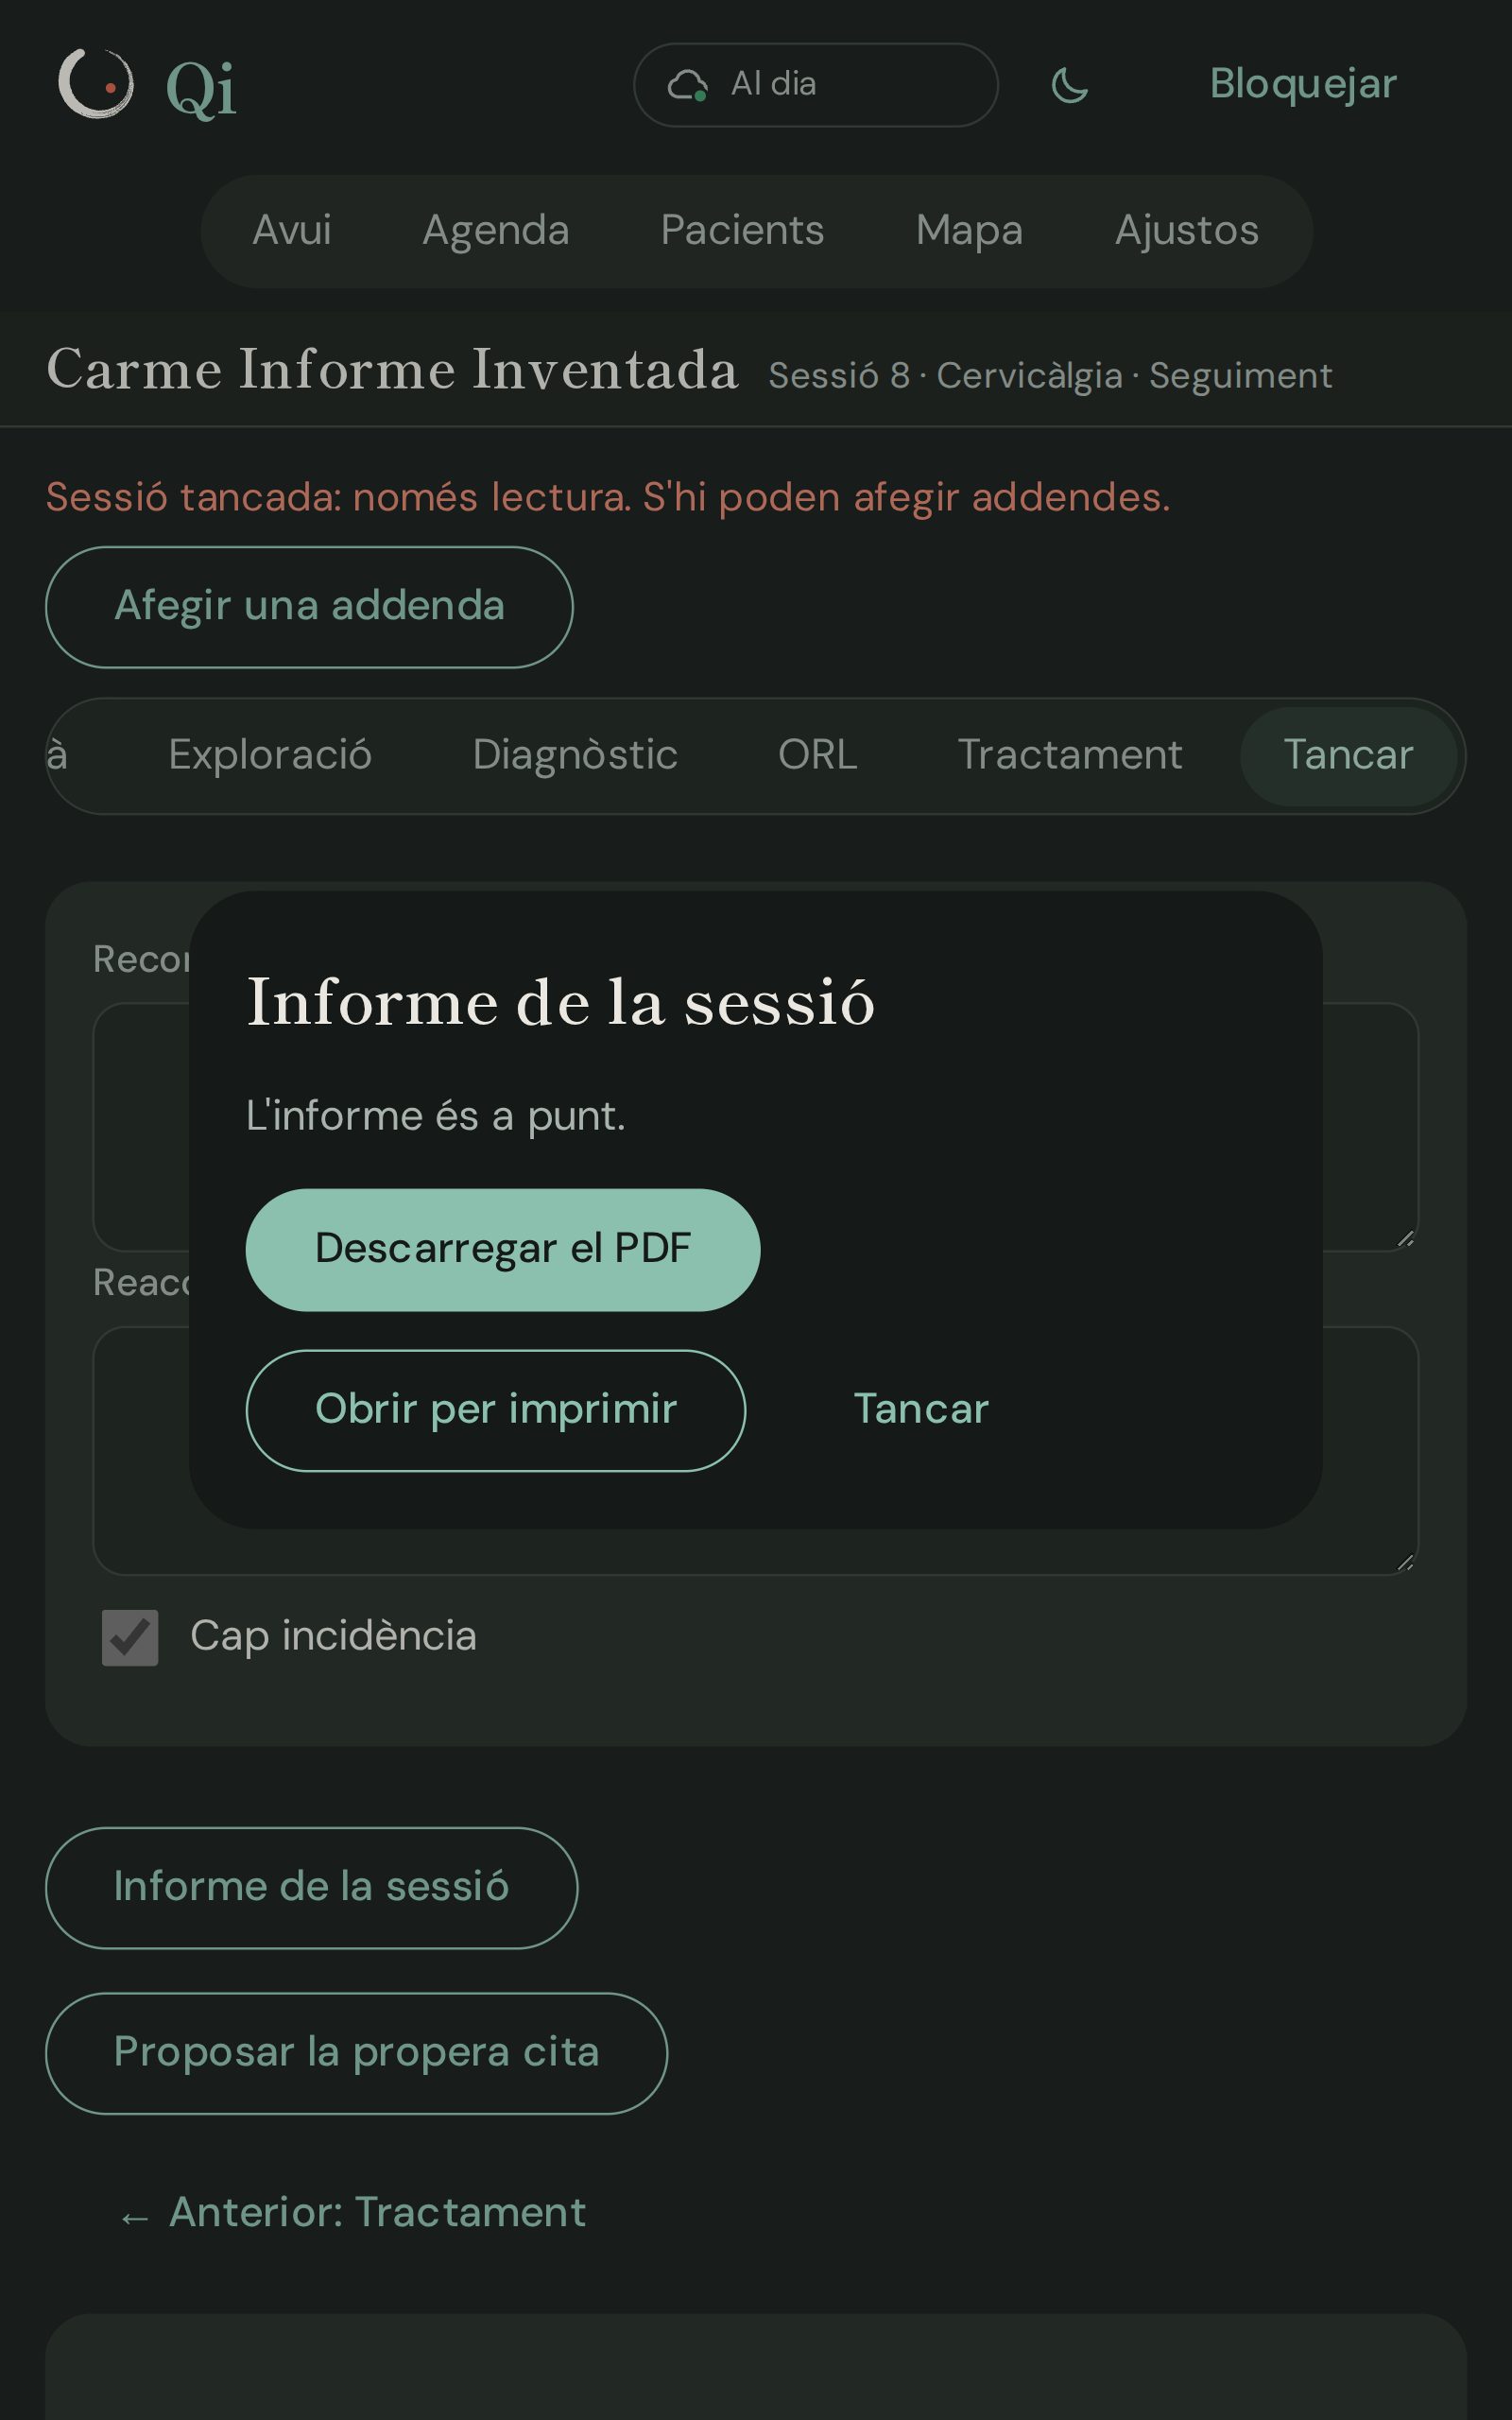 Qi
Al dia
Bloquejar
Avui Agenda Pacients Mapa Ajustos
Carme Informe Inventada Sessió 8 · Cervicàlgia · Seguiment
Sessió tancada: només lectura. S'hi poden afegir addendes.
Afegir una addenda
à Exploració Diagnòstic ORL Tractament Tancar
Informe de la sessió
L'informe és a punt.
Descarregar el PDF
Obrir per imprimir Tancar
Cap incidència
Informe de la sessió
Proposar la propera cita
← Anterior: Tractament